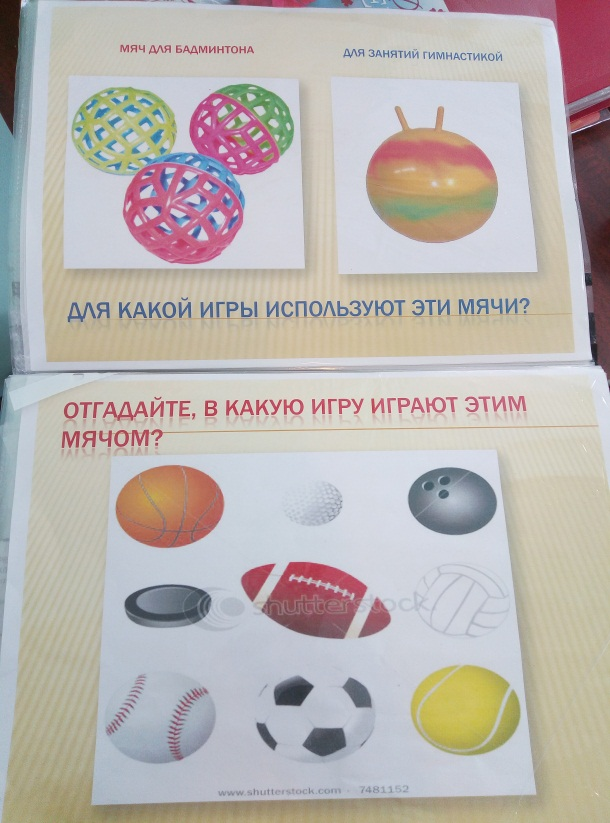 МЯЧ ДЛЯ БАДМИНТОНА
ДЛЯ ЗАНЯТИЙ ГИМНАСТИКОЙ
ДЛЯ КАКОЙ ИГРЫ ИСПОЛЬЗУЮТ ЭТИ МЯЧИ?
ОТГАДАЙТЕ, В КАКУЮ ИГРУ ИГРАЮТ ЭТИМ
МЯЧОМ?
shutterstock
www.shutterstock.com · 7481152